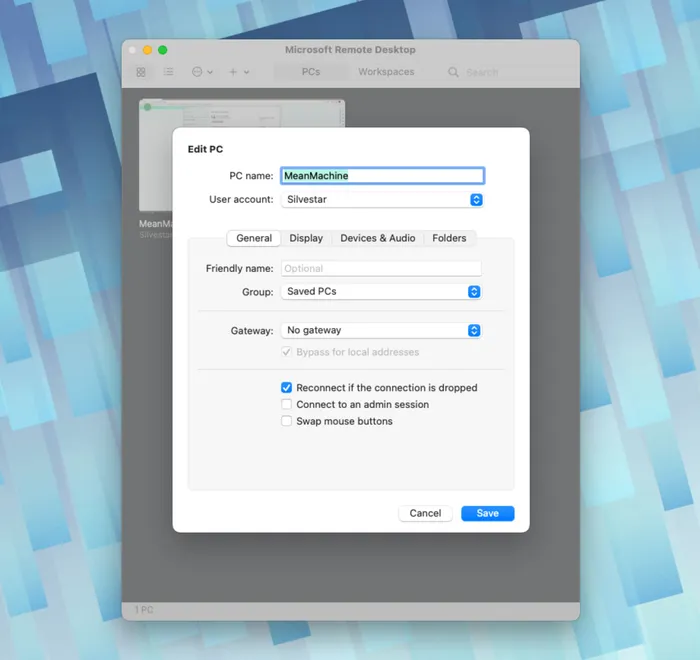 Microsoft Remote Desktop
PCs Workspaces Search
Edit PC
PC name: MeanMachine
User account: Silvestar
General Display Devices & Audio Folders
Friendly name: Optional
Group: Saved PCs
Gateway: No gateway
Bypass for local addresses
Reconnect if the connection is dropped
Connect to an admin session
Swap mouse buttons
Cancel Save
MeanMa
Silvestar
1 PC